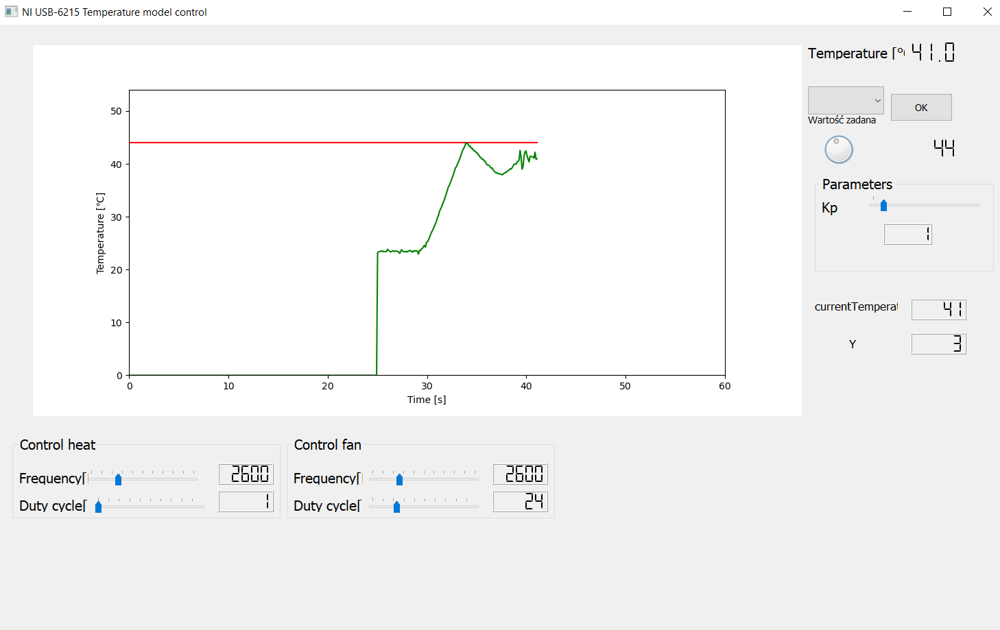 NI USB-6215 Temperature model control
Temperature [°C 41.0
OK
Wartość zadana
44
Parameters
Kp
1
currentTemperat 41
Y 3
50
40
30
20
10
0
Temperature [°C]
0 10 20 30 40 50 60
Time [s]
Control heat
Frequency[ 2600
Duty cycle[ 1
Control fan
Frequency[ 2600
Duty cycle[ 24